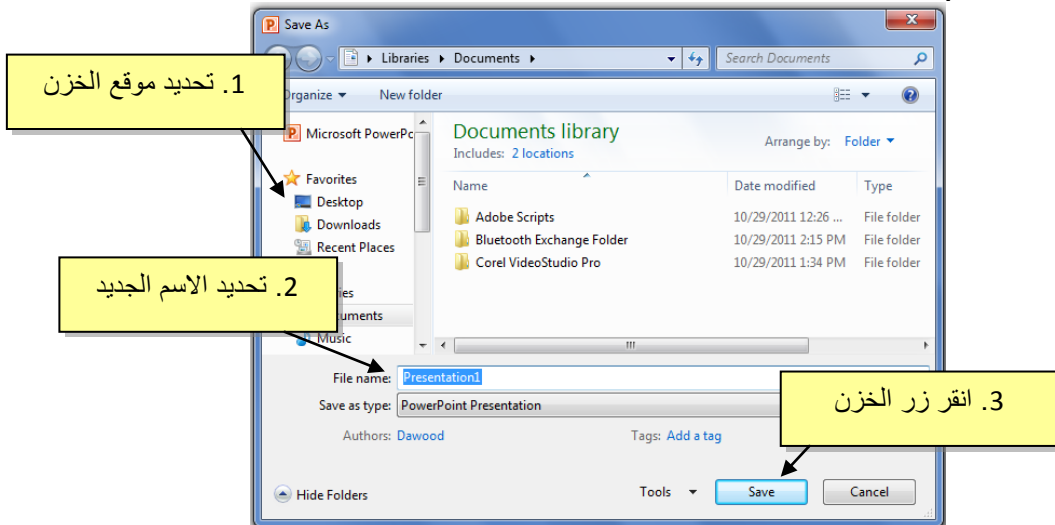 Save As
Libraries Documents
Search Documents
1. تحديد موقع الخزن
Organize New folder
Microsoft PowerPo
Documents library
Includes: 2 locations
Arrange by: Folder
Favorites
Name Date modified Type
Desktop
Adobe Scripts 10/29/2011 12:26 ... File folder
Downloads
Bluetooth Exchange Folder 10/29/2011 2:15 PM File folder
Recent Places
Corel VideoStudio Pro 10/29/2011 1:34 PM File folder
2. تحديد الاسم الجديد
Music
File name: Presentation1
Save as type: PowerPoint Presentation
3. انقر زر الخزن
Authors: Dawood Tags: Add a tag
Hide Folders Tools Save Cancel